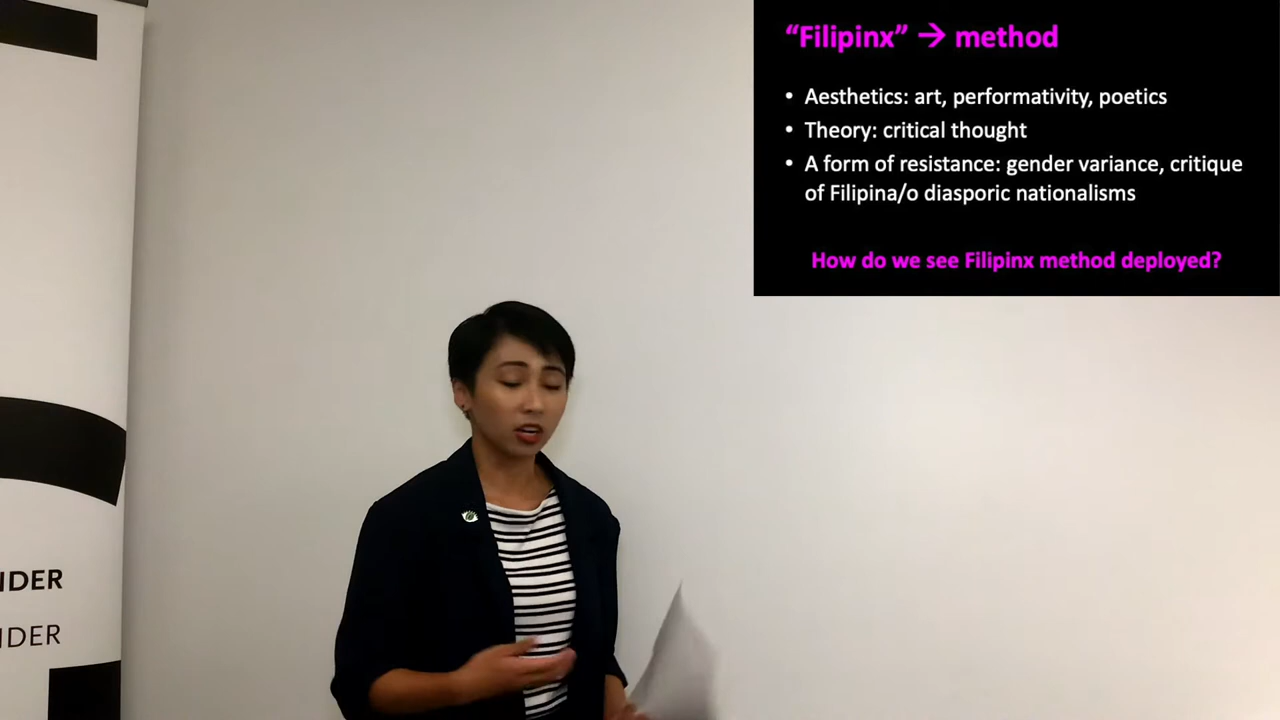 “Filipinx” → method
• Aesthetics: art, performativity, poetics
• Theory: critical thought
• A form of resistance: gender variance, critique
of Filipina/o diasporic nationalisms
How do we see Filipinx method deployed?
NDER
NDER